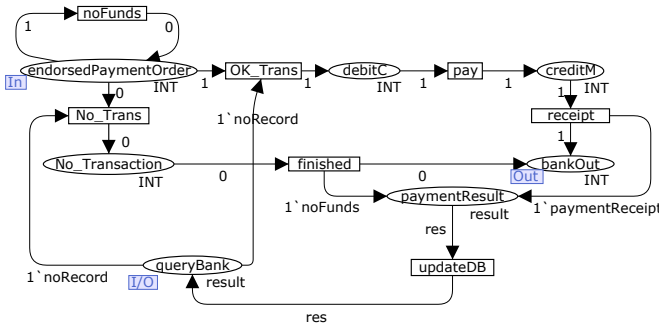 noFunds
1
0
endorsedPaymentOrder
OK_Trans
debitC
pay
creditM
In
INT
1
1
INT
1
1
INT
0
1
No_Trans
1`noRecord
receipt
0
1
No_Transaction
finished
bankOut
INT
0
0
Out
INT
paymentResult
1`noFunds
result
1`paymentReceipt
res
queryBank
updateDB
1`noRecord
I/O
result
res